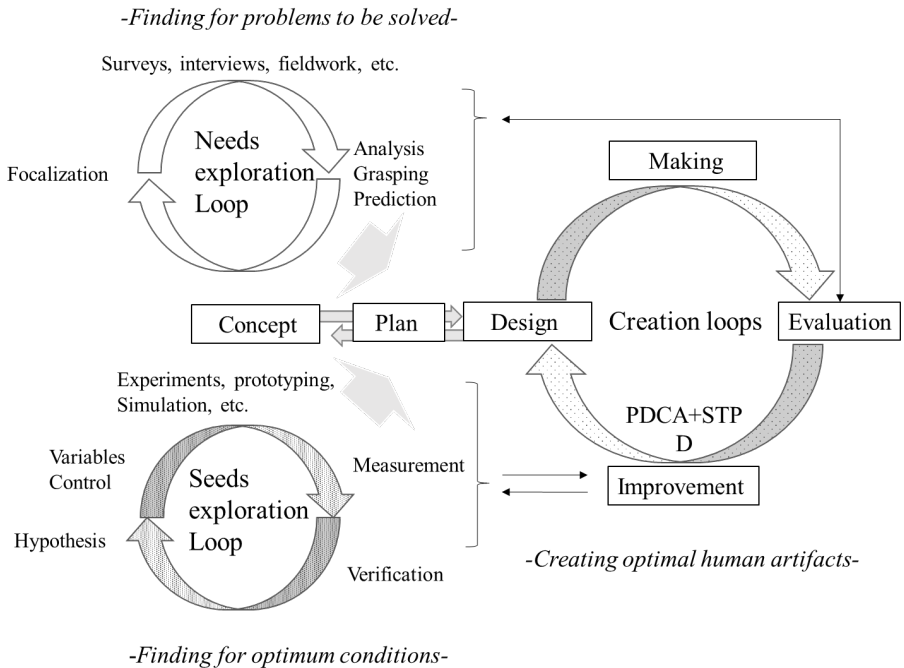 -Finding for problems to be solved-
Surveys, interviews, fieldwork, etc.
Needs
exploration
Loop
Focalization
Analysis
Grasping
Prediction
Making
Concept
Plan
Design
Creation loops
Evaluation
PDCA+STP
D
Improvement
Experiments, prototyping,
Simulation, etc.
Variables
Control
Seeds
exploration
Loop
Measurement
Hypothesis
Verification
-Creating optimal human artifacts-
-Finding for optimum conditions-